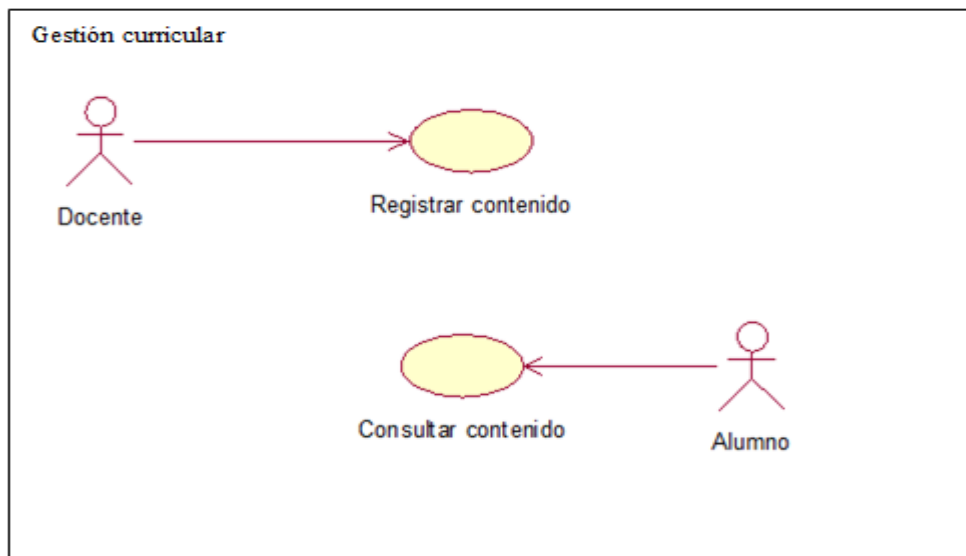 Gestión curricular
Docente
Registrar contenido
Consultar contenido
Alumno